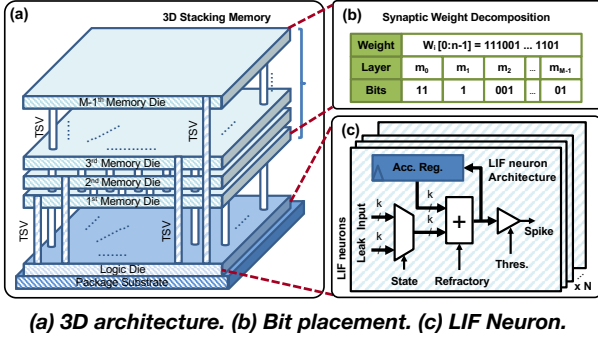 (a)
3D Stacking Memory
M-1th Memory Die
TSV
TSV
3rd Memory Die
2nd Memory Die
1st Memory Die
TSV
TSV
Logic Die
Package Substrate
(b)
Synaptic Weight Decomposition
Weight Wi [0:n-1] = 111001 ... 1101
Layer m0 m1 m2 ... mM-1
Bits 11 1 001 ... 01
(c)
Acc. Reg.
LIF neuron
Architecture
LIF neurons
Leak Input
k
k
k
k
+
Spike
Thres.
State
Refractory
x N
(a) 3D architecture. (b) Bit placement. (c) LIF Neuron.